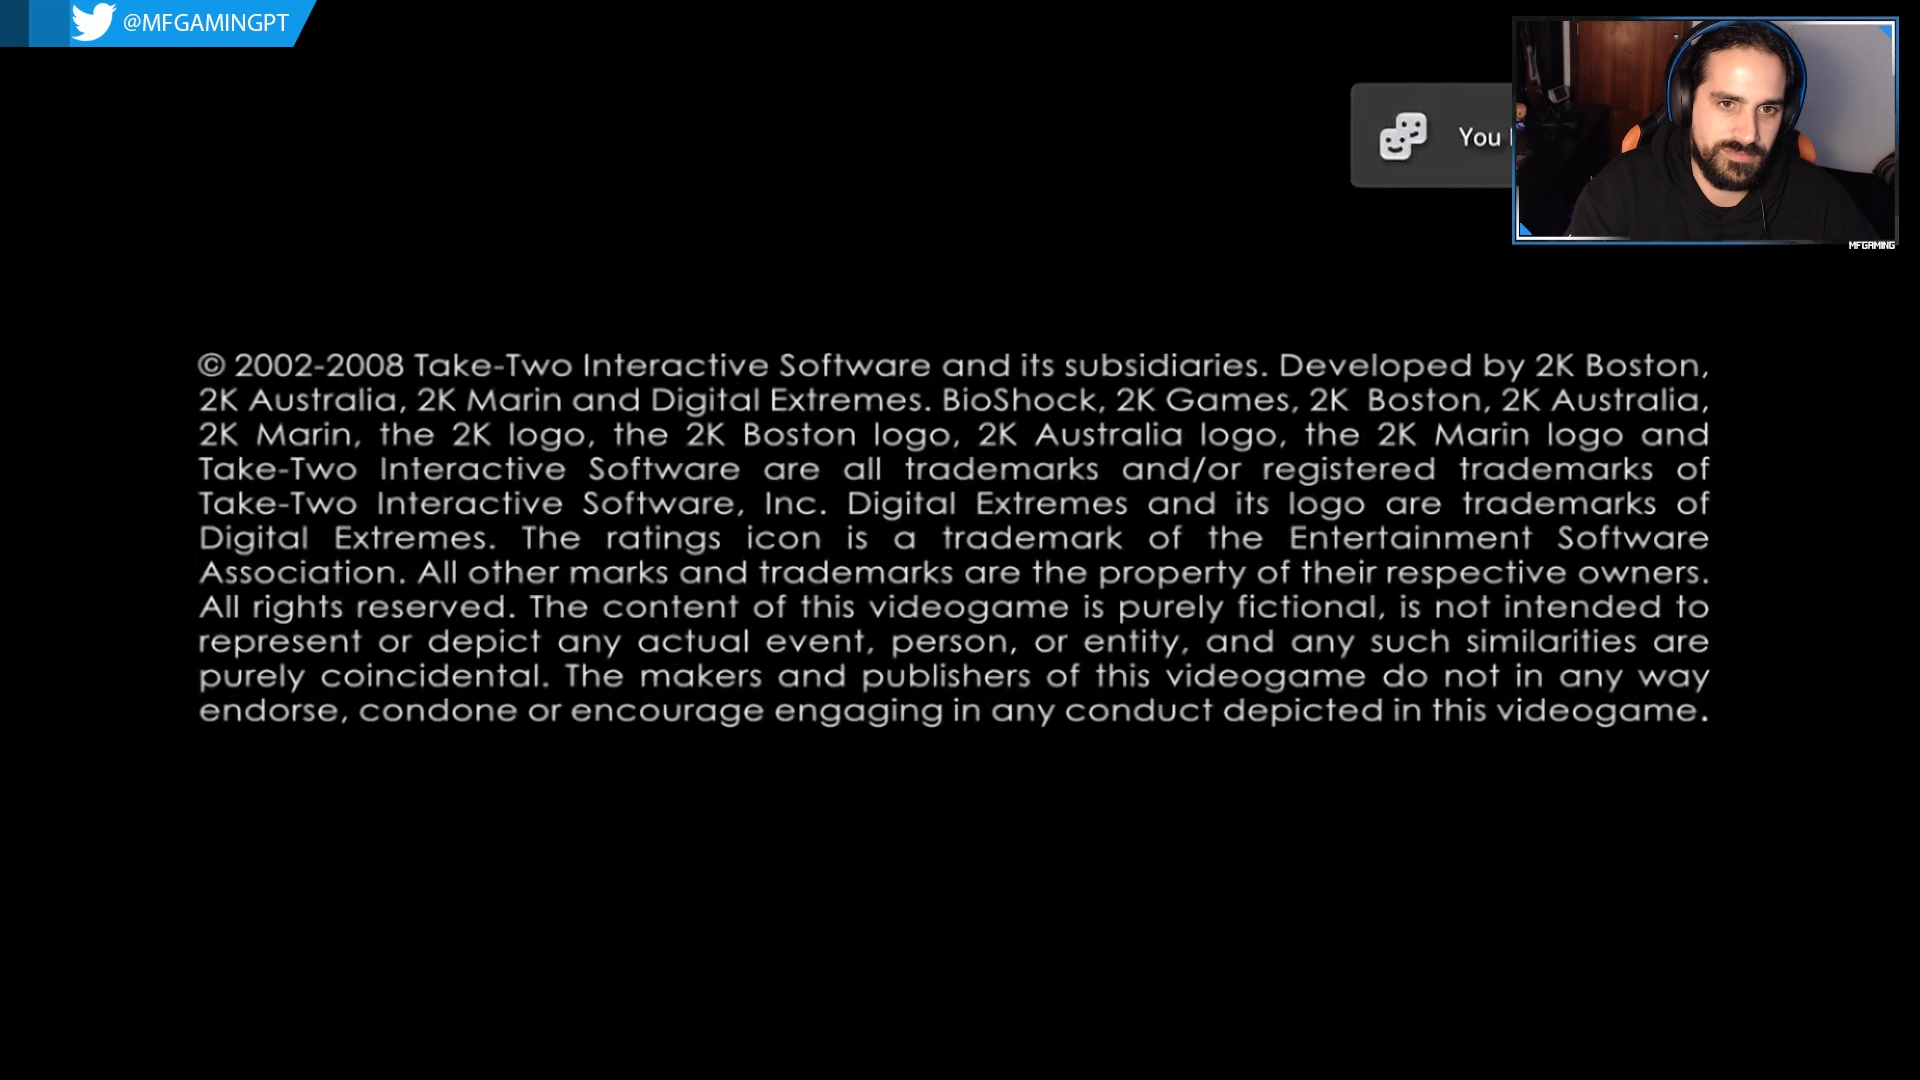 @MFGAMINGPT
You
MFGAMING
© 2002-2008 Take-Two Interactive Software and its subsidiaries. Developed by 2K Boston,
2K Australia, 2K Marin and Digital Extremes. BioShock, 2K Games, 2K Boston, 2K Australia,
2K Marin, the 2K logo, the 2K Boston logo, 2K Australia logo, the 2K Marin logo and
Take-Two Interactive Software are all trademarks and/or registered trademarks of
Take-Two Interactive Software, Inc. Digital Extremes and its logo are trademarks of
Digital Extremes. The ratings icon is a trademark of the Entertainment Software
Association. All other marks and trademarks are the property of their respective owners.
All rights reserved. The content of this videogame is purely fictional, is not intended to
represent or depict any actual event, person, or entity, and any such similarities are
purely coincidental. The makers and publishers of this videogame do not in any way
endorse, condone or encourage engaging in any conduct depicted in this videogame.